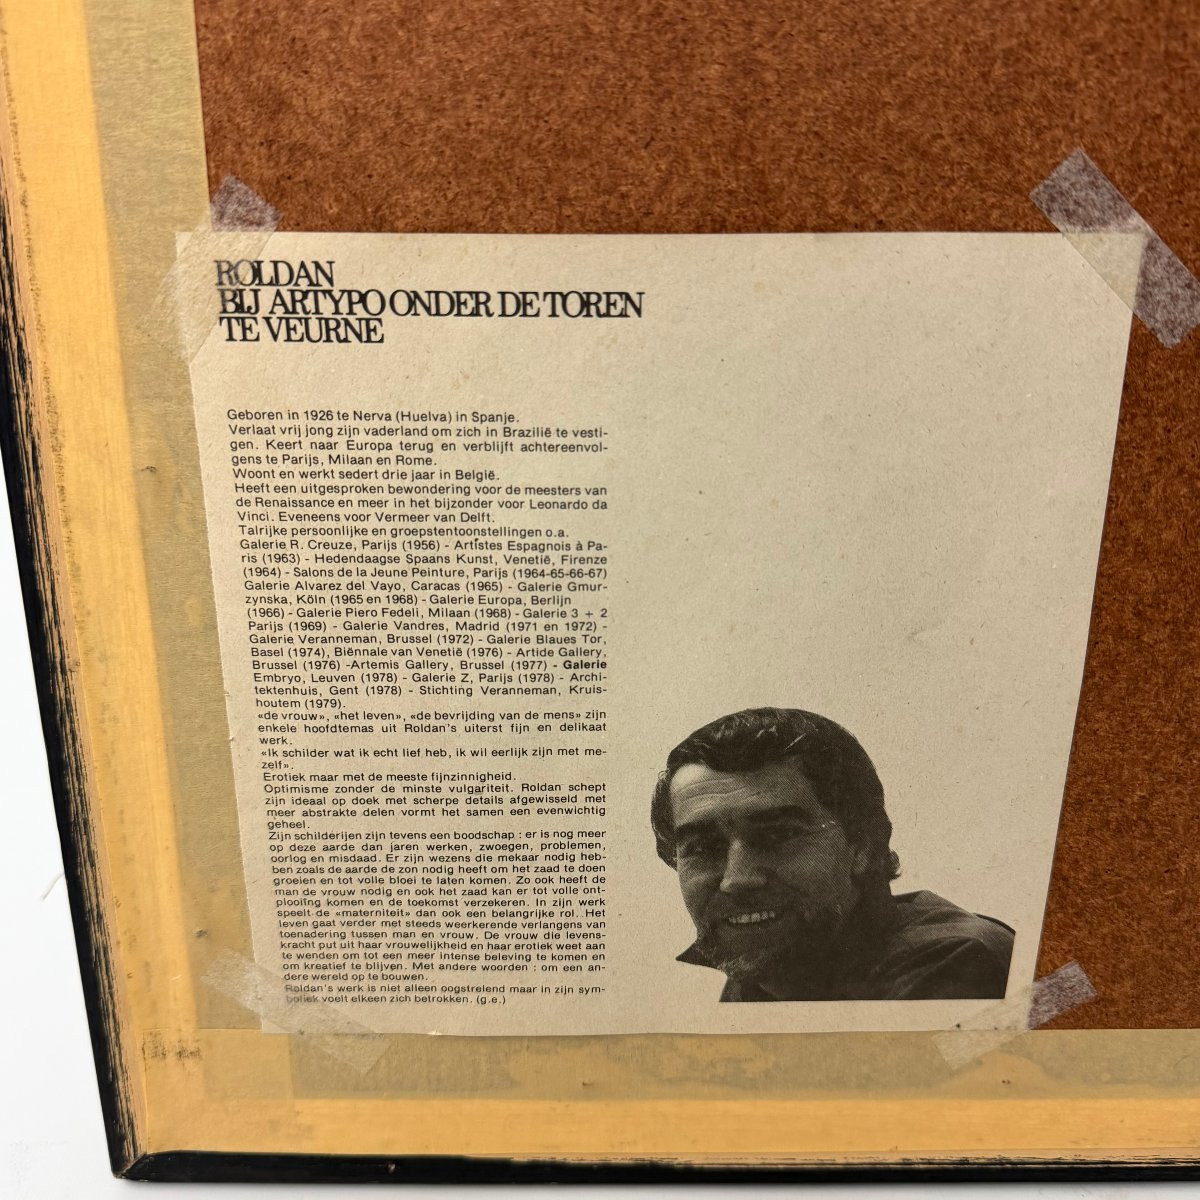 ROLDAN
BIJ ARTYPO ONDER DE TOREN
TE VEURNE
Geboren in 1926 te Nerva (Huelva) in Spanje.
Verlaat vrij jong zijn vaderland om zich in Brazilië te vesti-
gen. Keert naar Europa terug en verblijft achtereenvol-
gens te Parijs, Milaan en Rome.
Woont en werkt sedert drie jaar in België.
Heeft een uitgesproken bewondering voor de meesters van
de Renaissance en meer in het bijzonder voor Leonardo da
Vinci. Eveneens voor Vermeer van Delft.
Talrijke persoonlijke en groepstentoonstellingen o.a.
Galerie R. Creuze, Parijs (1956) - Artistes Espagnois à Pa-
ris (1963) - Hedendaagse Spaans Kunst, Venetië, Firenze
(1964) - Salons de la Jeune Peinture, Parijs (1964-65-66-67)
Galerie Alvarez del Vayo, Caracas (1965) - Galerie Gmur-
zynska, Köln (1965 en 1968) - Galerie Europa, Berlijn
(1966) - Galerie Piero Fedeli, Milaan (1968) - Galerie 3 + 2
Parijs (1969) - Galerie Vandres, Madrid (1971 en 1972) -
Galerie Veranneman, Brussel (1972) - Galerie Blaues Tor,
Basel (1974), Biënnale van Venetië (1976) - Artide Gallery,
Brussel (1976) -Artemis Gallery, Brussel (1977) - Galerie
Embryo, Leuven (1978) - Galerie Z, Parijs (1978) - Archi-
tektenhuis, Gent (1978) - Stichting Veranneman, Kruis-
houtem (1979).
«de vrouw», «het leven», «de bevrijding van de mens» zijn
enkele hoofdtemas uit Roldan's uiterst fijn en delikaat
werk.
«Ik schilder wat ik echt lief heb, ik wil eerlijk zijn met me-
zelf».
Erotiek maar met de meeste fijnzinnigheid.
Optimisme zonder de minste vulgariteit. Roldan schept
zijn ideaal op doek met scherpe details afgewisseld met
meer abstrakte delen vormt het samen een evenwichtig
geheel.
Zijn schilderijen zijn tevens een boodschap : er is nog meer
op deze aarde dan jaren werken, zwoegen, problemen,
oorlog en misdaad. Er zijn wezens die mekaar nodig heb-
ben zoals de aarde de zon nodig heeft om het zaad te doen
groeien en tot volle bloei te laten komen. Zo ook heeft de
man de vrouw nodig en ook het zaad kan er tot volle ont-
plooiing komen en de toekomst verzekeren. In zijn werk
speelt de «materniteit» dan ook een belangrijke rol. Het
leven gaat verder met steeds weerkerende verlangens van
toenadering tussen man en vrouw. De vrouw die levens-
kracht put uit haar vrouwelijkheid en haar erotiek weet aan
te wenden om tot een meer intense beleving te komen en
om kreatief te blijven. Met andere woorden : om een an-
dere wereld op te bouwen.
Roldan's werk is niet alleen oogstrelend maar in zijn sym-
boliek voelt elkeen zich betrokken. (g.e.)